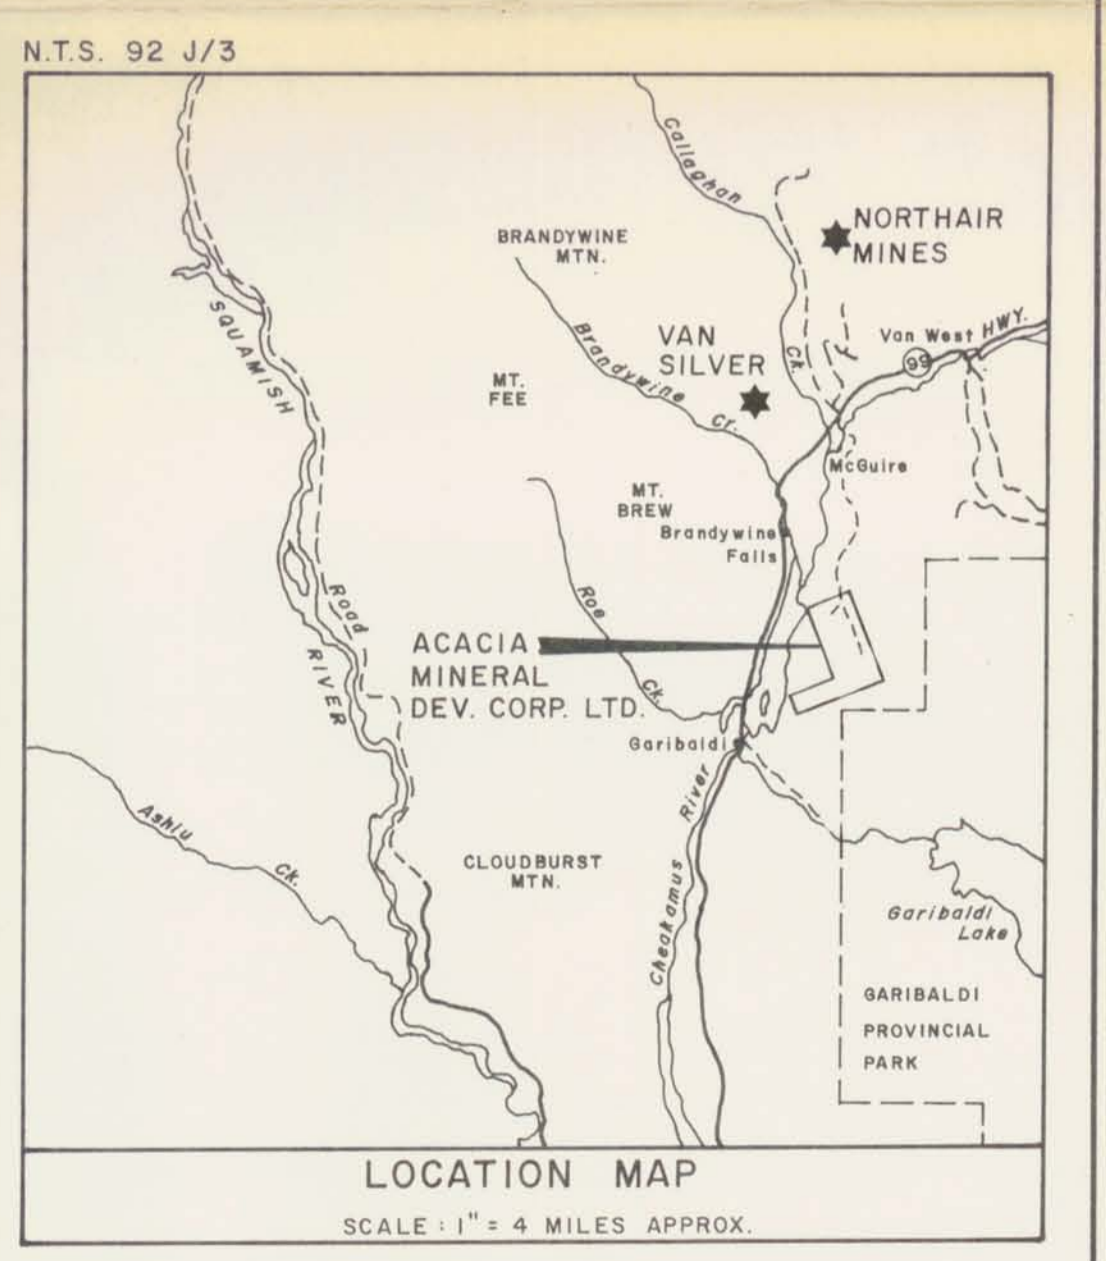 N.T.S. 92 J/3
Callaghan
Ck.
NORTHAIR
MINES
BRANDYWINE
MTN.
SQUAMISH
Brandywine
Cr.
VAN
SILVER
Van West HWY.
99
MT.
FEE
McGuire
MT.
BREW
Brandywine
Falls
Road
RIVER
Roe
Ck.
ACACIA
MINERAL
DEV. CORP. LTD.
Garibaldi
Ashlu
Ck.
CLOUDBURST
MTN.
Cheakamus River
Garibaldi
Lake
GARIBALDI
PROVINCIAL
PARK
LOCATION MAP
SCALE : 1" = 4 MILES APPROX.